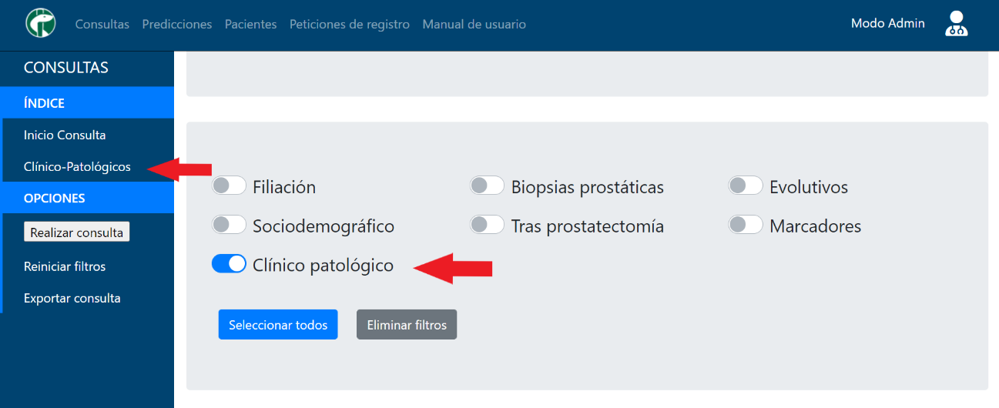 Consultas Predicciones Pacientes Peticiones de registro Manual de usuario Modo Admin
CONSULTAS
ÍNDICE
Inicio Consulta
Clínico-Patológicos
OPCIONES
Realizar consulta
Reiniciar filtros
Exportar consulta
Filiación Biopsias prostáticas Evolutivos
Sociodemográfico Tras prostatectomía Marcadores
Clínico patológico
Seleccionar todos Eliminar filtros